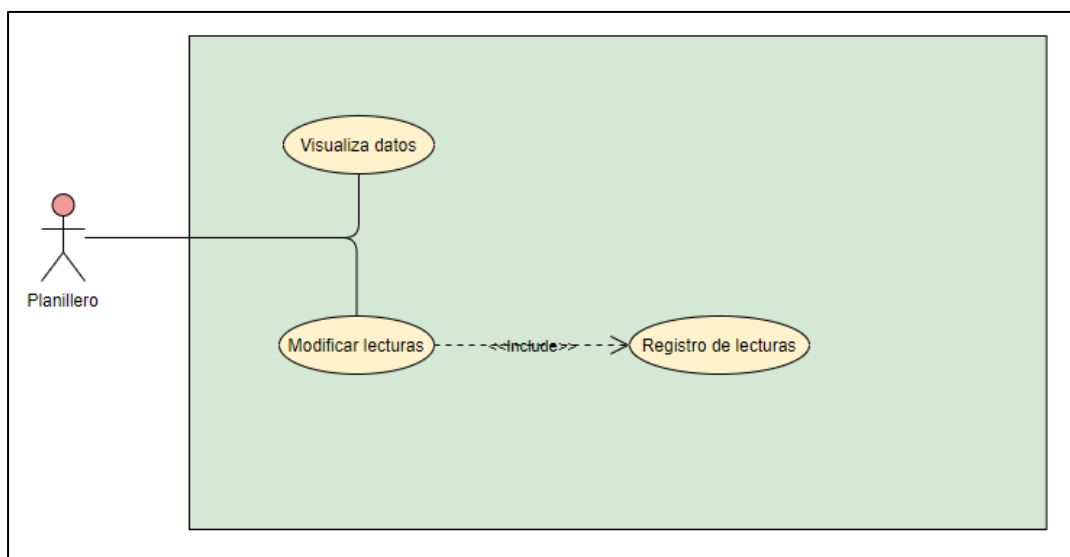 Visualiza datos
Planillero
Modificar lecturas
<<Include>>
Registro de lecturas